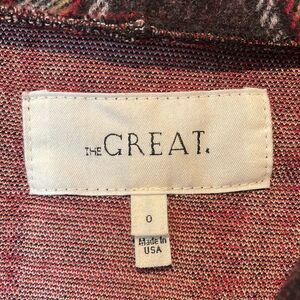 THE GREAT.
0
Made in
USA